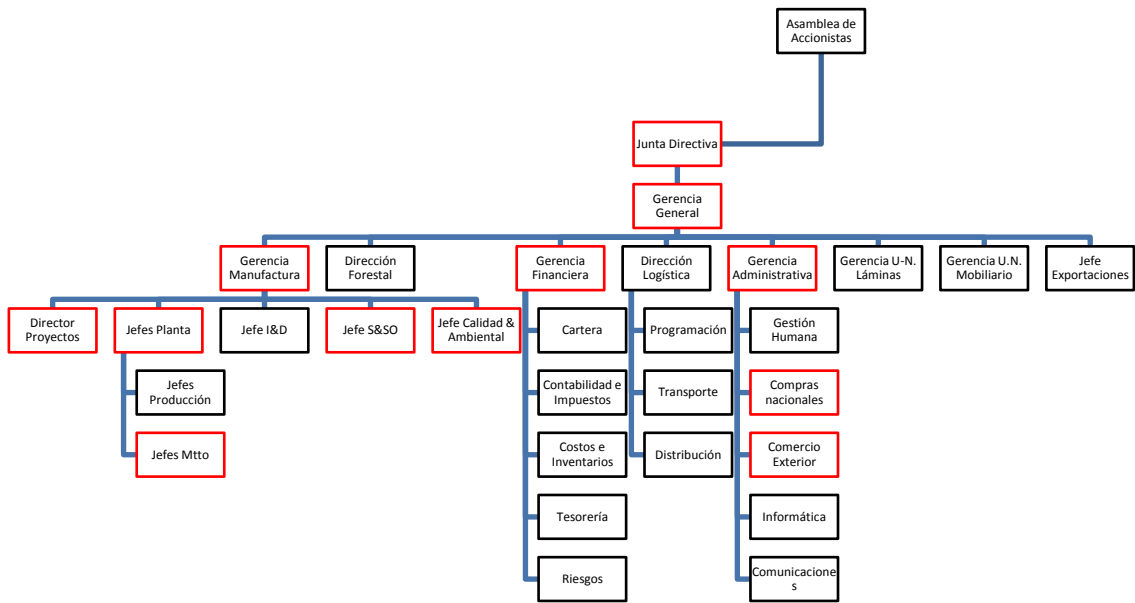 Asamblea de
Accionistas
Junta Directiva
Gerencia
General
Gerencia
Manufactura
Dirección
Forestal
Gerencia
Financiera
Dirección
Logística
Gerencia
Administrativa
Gerencia U-N.
Láminas
Gerencia U.N.
Mobiliario
Jefe
Exportaciones
Director
Proyectos
Jefes Planta
Jefe I&D
Jefe S&SO
Jefe Calidad &
Ambiental
Cartera
Programación
Gestión
Humana
Jefes
Producción
Contabilidad e
Impuestos
Transporte
Compras
nacionales
Jefes Mtto
Costos e
Inventarios
Distribución
Comercio
Exterior
Tesorería
Informática
Riesgos
Comunicacione
s